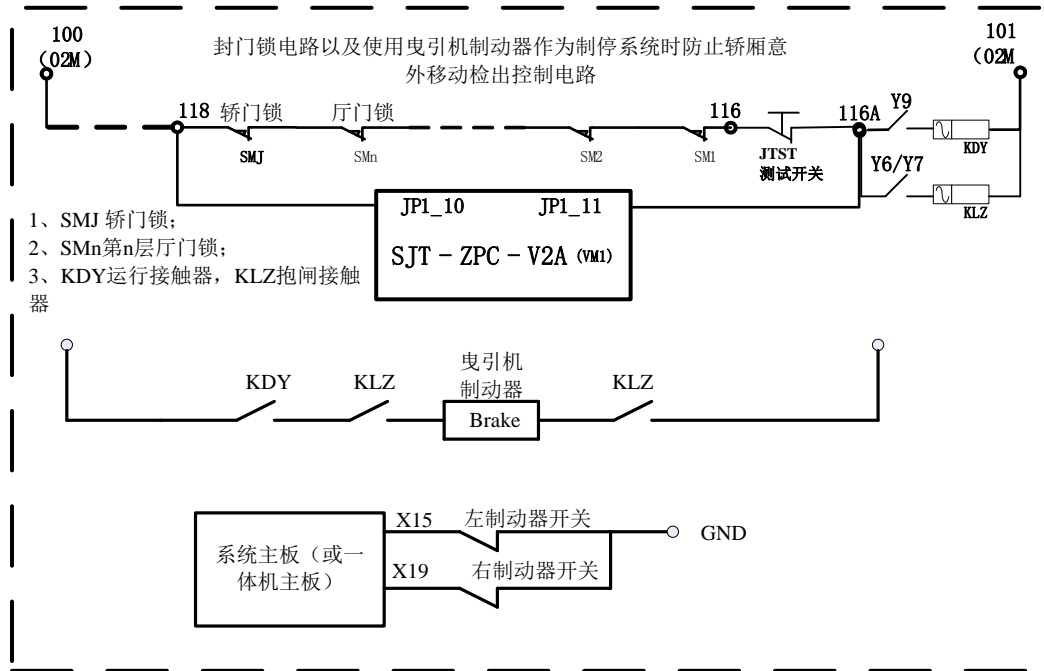 100
(02M)
101
(02M
封门锁电路以及使用曳引机制动器作为制停系统时防止轿厢意
外移动检出控制电路
118 轿门锁 厅门锁 116 116A Y9
SMJ SMn SM2 SM1 JTST KDY
测试开关 Y6/Y7
KLZ
JP1_10 JP1_11
SJT-ZPC-V2A (VM1)
1、SMJ 轿门锁;
2、SMn第n层厅门锁;
3、KDY运行接触器，KLZ抱闸接触
器
曳引机
制动器
KDY KLZ Brake KLZ
X15 左制动器开关 GND
系统主板（或一
体机主板）
X19 右制动器开关